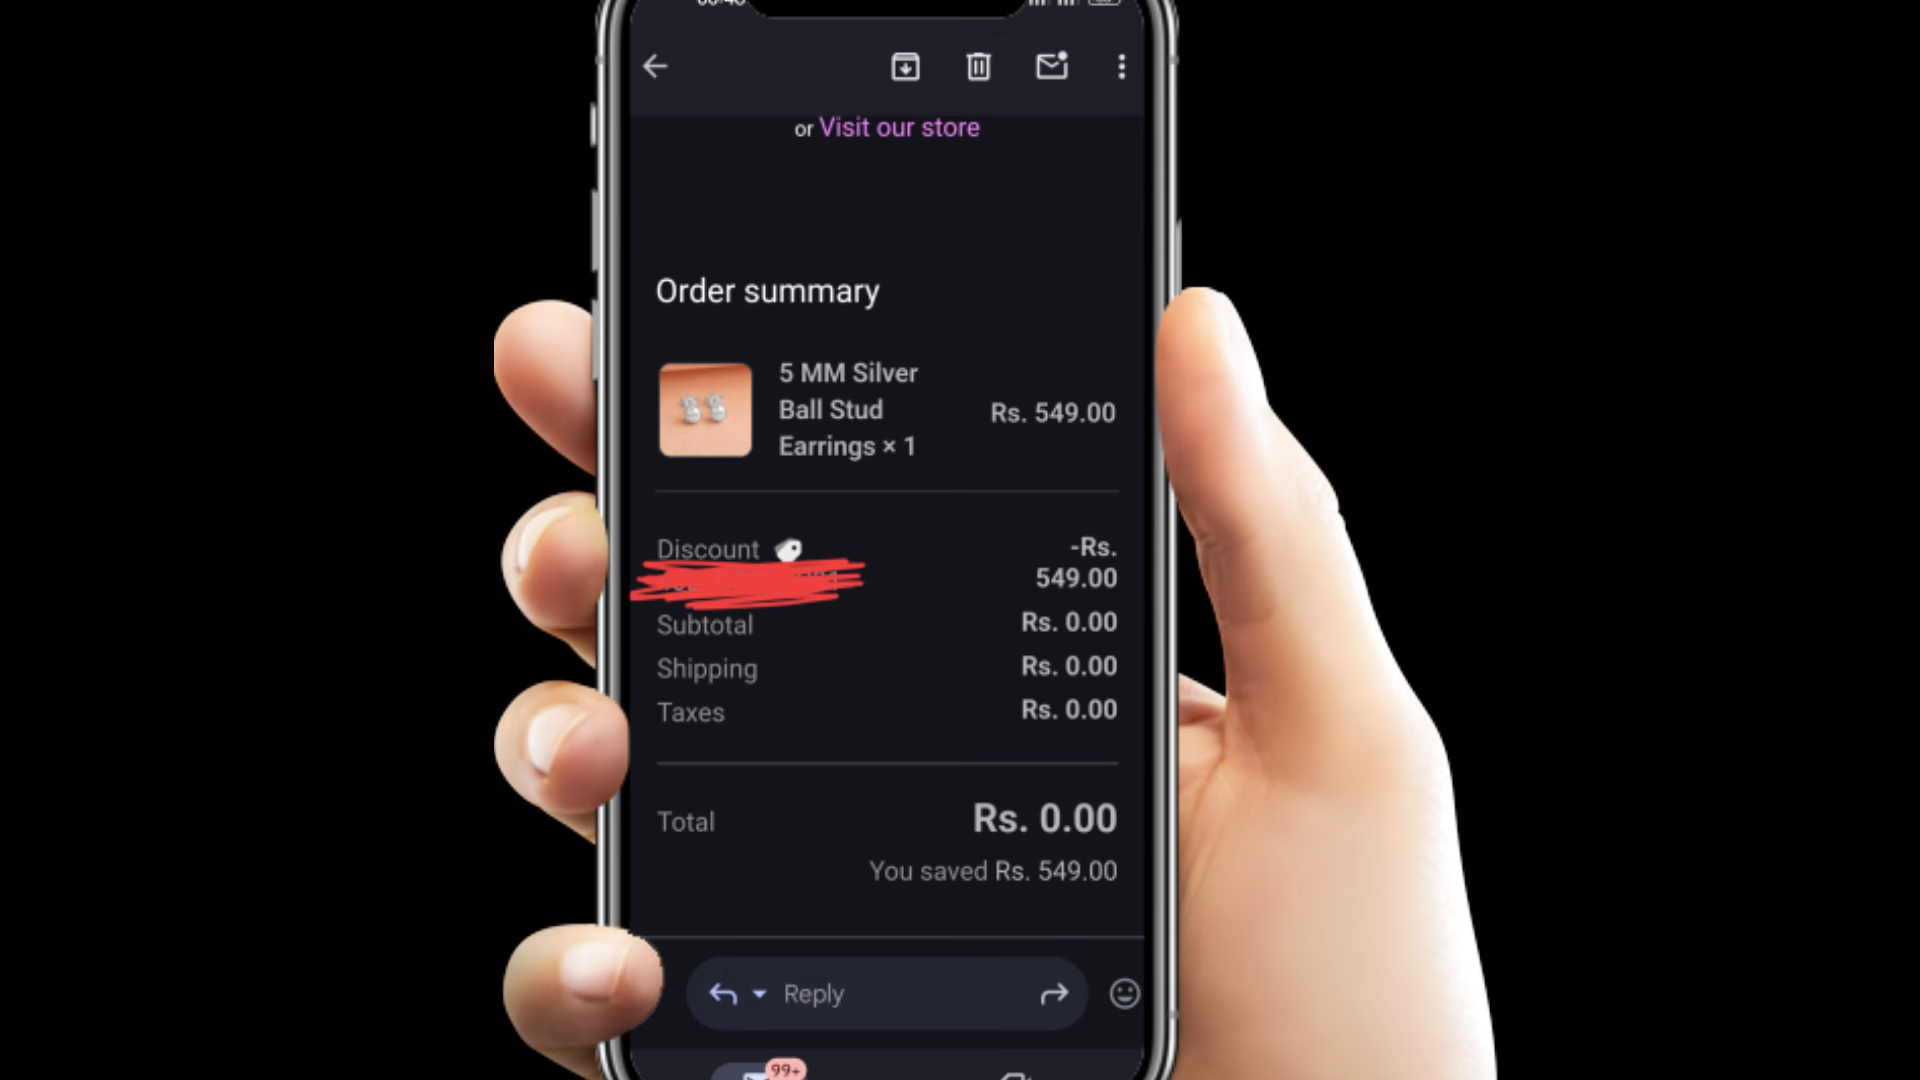 or Visit our store
Order summary
5 MM Silver
Ball Stud
Earrings × 1
Rs. 549.00
Discount
-Rs.
549.00
Subtotal
Rs. 0.00
Shipping
Rs. 0.00
Taxes
Rs. 0.00
Total
Rs. 0.00
You saved Rs. 549.00
Reply
99+